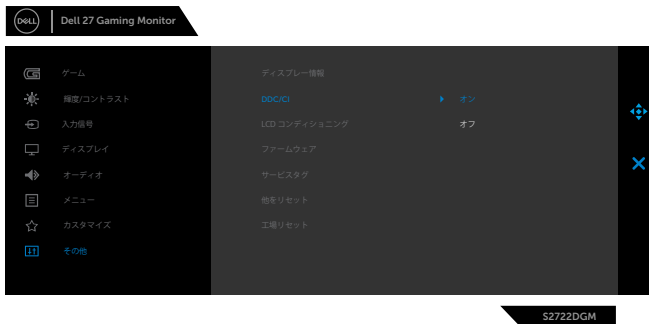 DELL
Dell 27 Gaming Monitor
ゲーム
輝度/コントラスト
入力信号
ディスプレイ
オーディオ
メニュー
カスタマイズ
その他
ディスプレー情報
DDC/CI
オン
LCD コンディショニング
オフ
ファームウェア
サービスタグ
他をリセット
工場リセット
S2722DGM